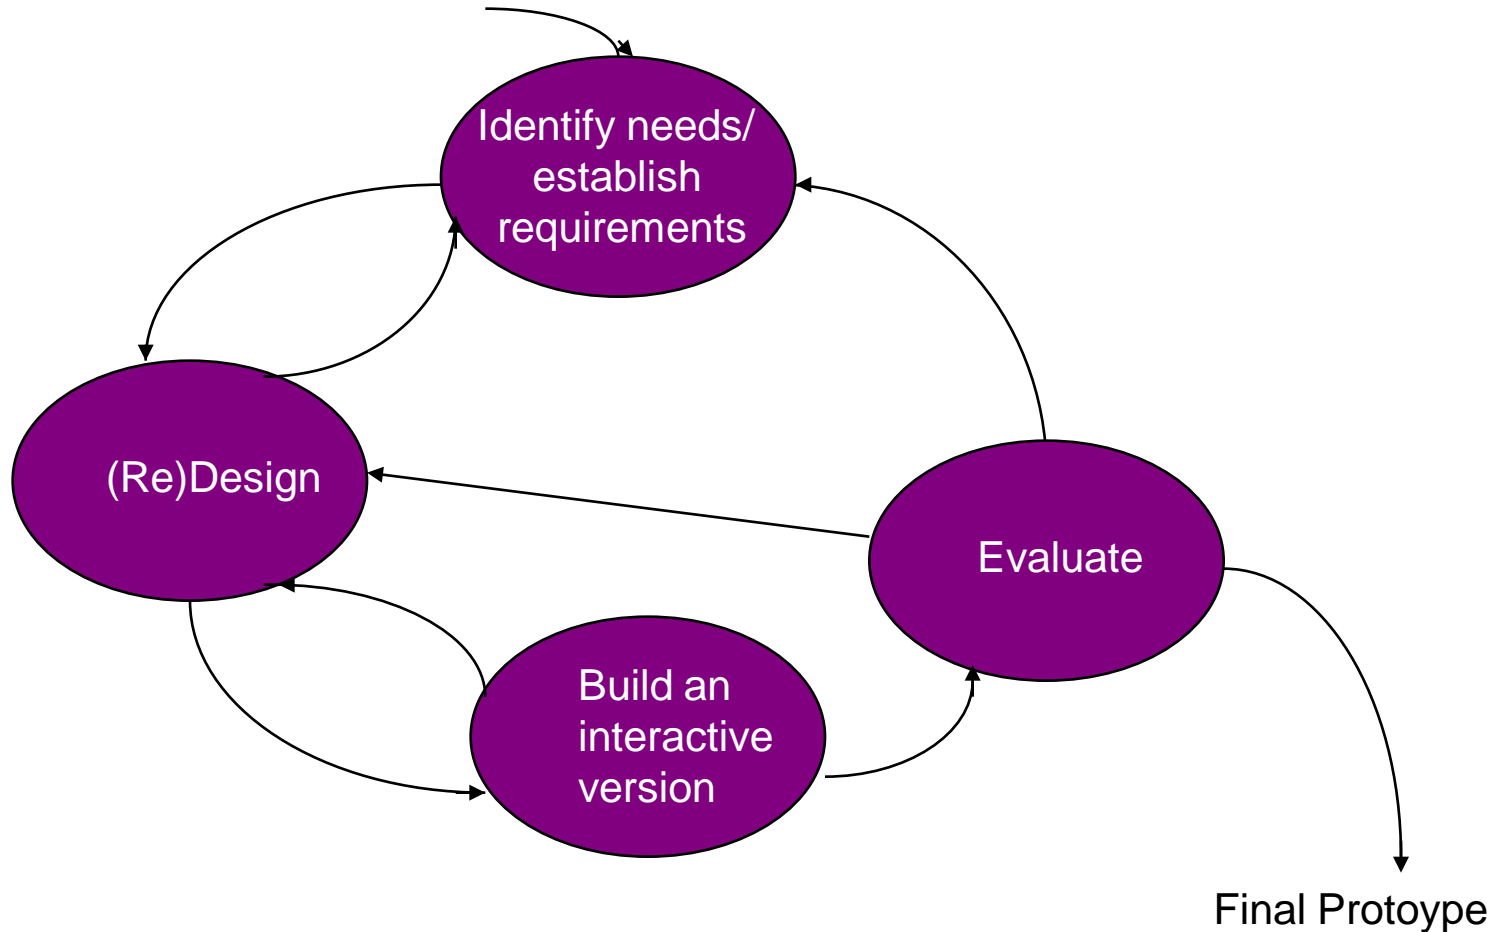 Identify needs/
establish
requirements
(Re)Design
Evaluate
Build an
interactive
version
Final Protoype